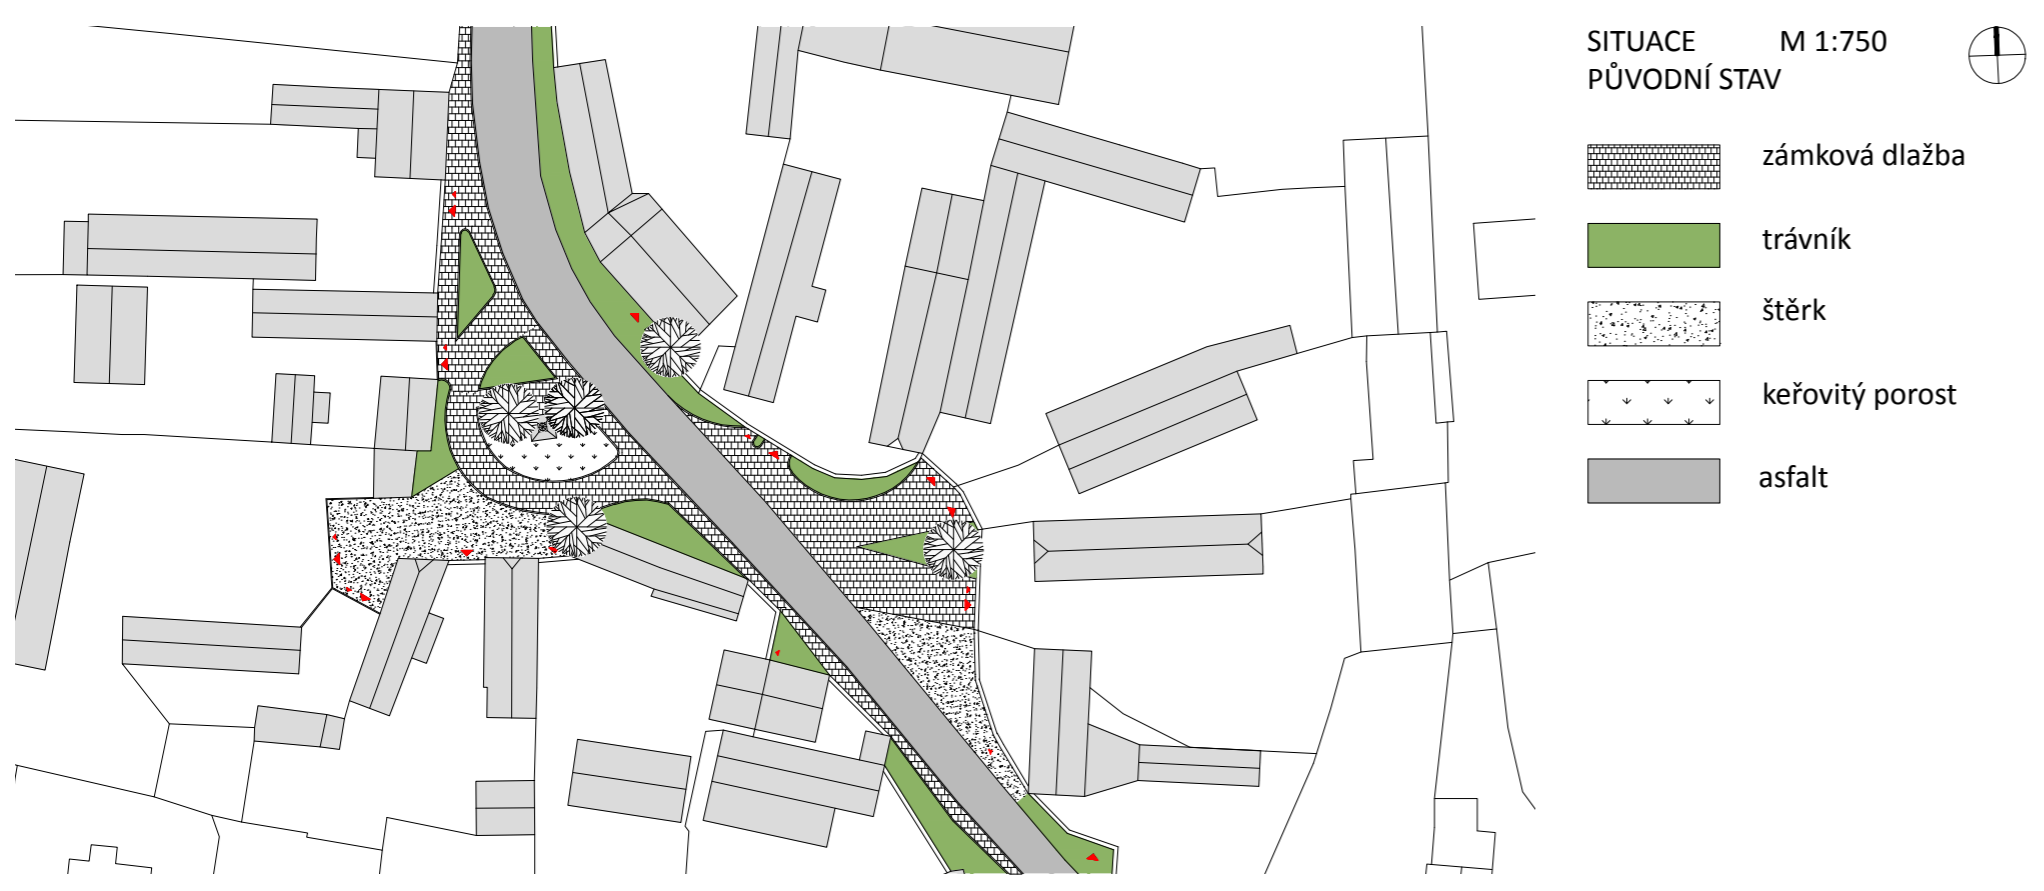 SITUACE M 1:750
PŮVODNÍ STAV
zámková dlažba
trávník
štěrk
keřovitý porost
asfalt